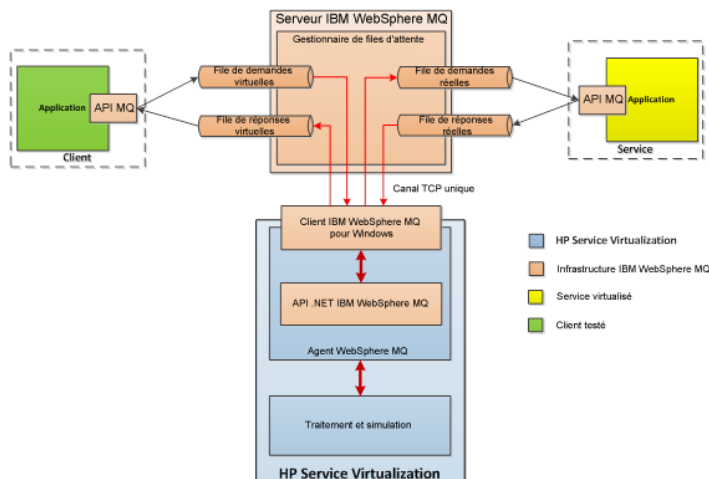 Serveur IBM WebSphere MQ
Gestionnaire de files d'attente
File de demandes
virtuelles
File de demandes
réelles
Application
API MQ
API MQ
Application
File de réponses
virtuelles
File de réponses
réelles
Client
Service
Canal TCP unique
Client IBM WebSphere MQ
pour Windows
HP Service Virtualization
Infrastructure IBM WebSphere MQ
API .NET IBM WebSphere MQ
Service virtualisé
Client testé
Agent WebSphere MQ
Traitement et simulation
HP Service Virtualization